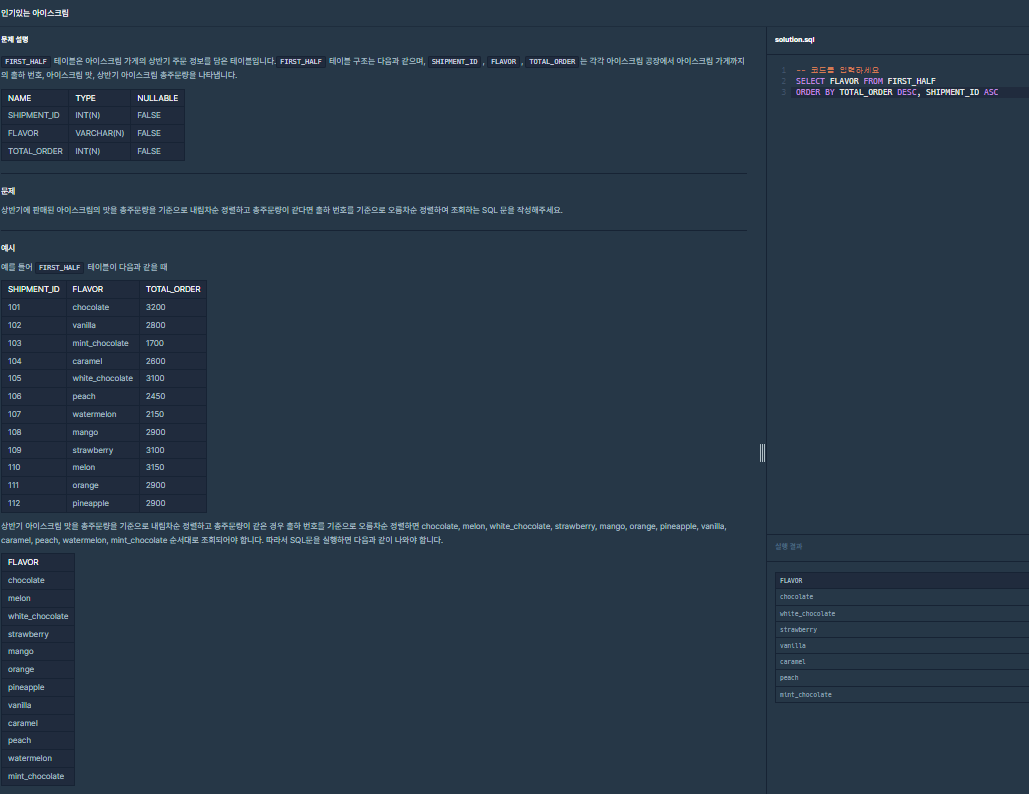 인기있는 아이스크림
문제 설명
FIRST_HALF 테이블은 아이스크림 가게의 상반기 주문 정보를 담은 테이블입니다. FIRST_HALF 테이블 구조는 다음과 같으며, SHIPMENT_ID, FLAVOR, TOTAL_ORDER 는 각각 아이스크림 공장에서 아이스크림 가게까지
의 출하 번호, 아이스크림 맛, 상반기 아이스크림 총주문량을 나타냅니다.
NAME TYPE NULLABLE
SHIPMENT_ID INT(N) FALSE
FLAVOR VARCHAR(N) FALSE
TOTAL_ORDER INT(N) FALSE
문제
상반기에 판매된 아이스크림의 맛을 총주문량을 기준으로 내림차순 정렬하고 총주문량이 같다면 출하 번호를 기준으로 오름차순 정렬하여 조회하는 SQL 문을 작성해주세요.
예시
예를 들어 FIRST_HALF 테이블이 다음과 같을 때
SHIPMENT_ID FLAVOR TOTAL_ORDER
101 chocolate 3200
102 vanilla 2800
103 mint_chocolate 1700
104 caramel 2600
105 white_chocolate 3100
106 peach 2450
107 watermelon 2150
108 mango 2900
109 strawberry 3100
110 melon 3150
111 orange 2900
112 pineapple 2900
상반기 아이스크림 맛을 총주문량을 기준으로 내림차순 정렬하고 총주문량이 같은 경우 출하 번호를 기준으로 오름차순 정렬하면 chocolate, melon, white_chocolate, strawberry, mango, orange, pineapple, vanilla,
caramel, peach, watermelon, mint_chocolate 순서대로 조회되어야 합니다. 따라서 SQL문을 실행하면 다음과 같이 나와야 합니다.
FLAVOR
chocolate
melon
white_chocolate
strawberry
mango
orange
pineapple
vanilla
caramel
peach
watermelon
mint_chocolate
solution.sql
1 -- 코드를 입력하세요
2 SELECT FLAVOR FROM FIRST_HALF
3 ORDER BY TOTAL_ORDER DESC, SHIPMENT_ID ASC
실행 결과
FLAVOR
chocolate
white_chocolate
strawberry
vanilla
caramel
peach
mint_chocolate